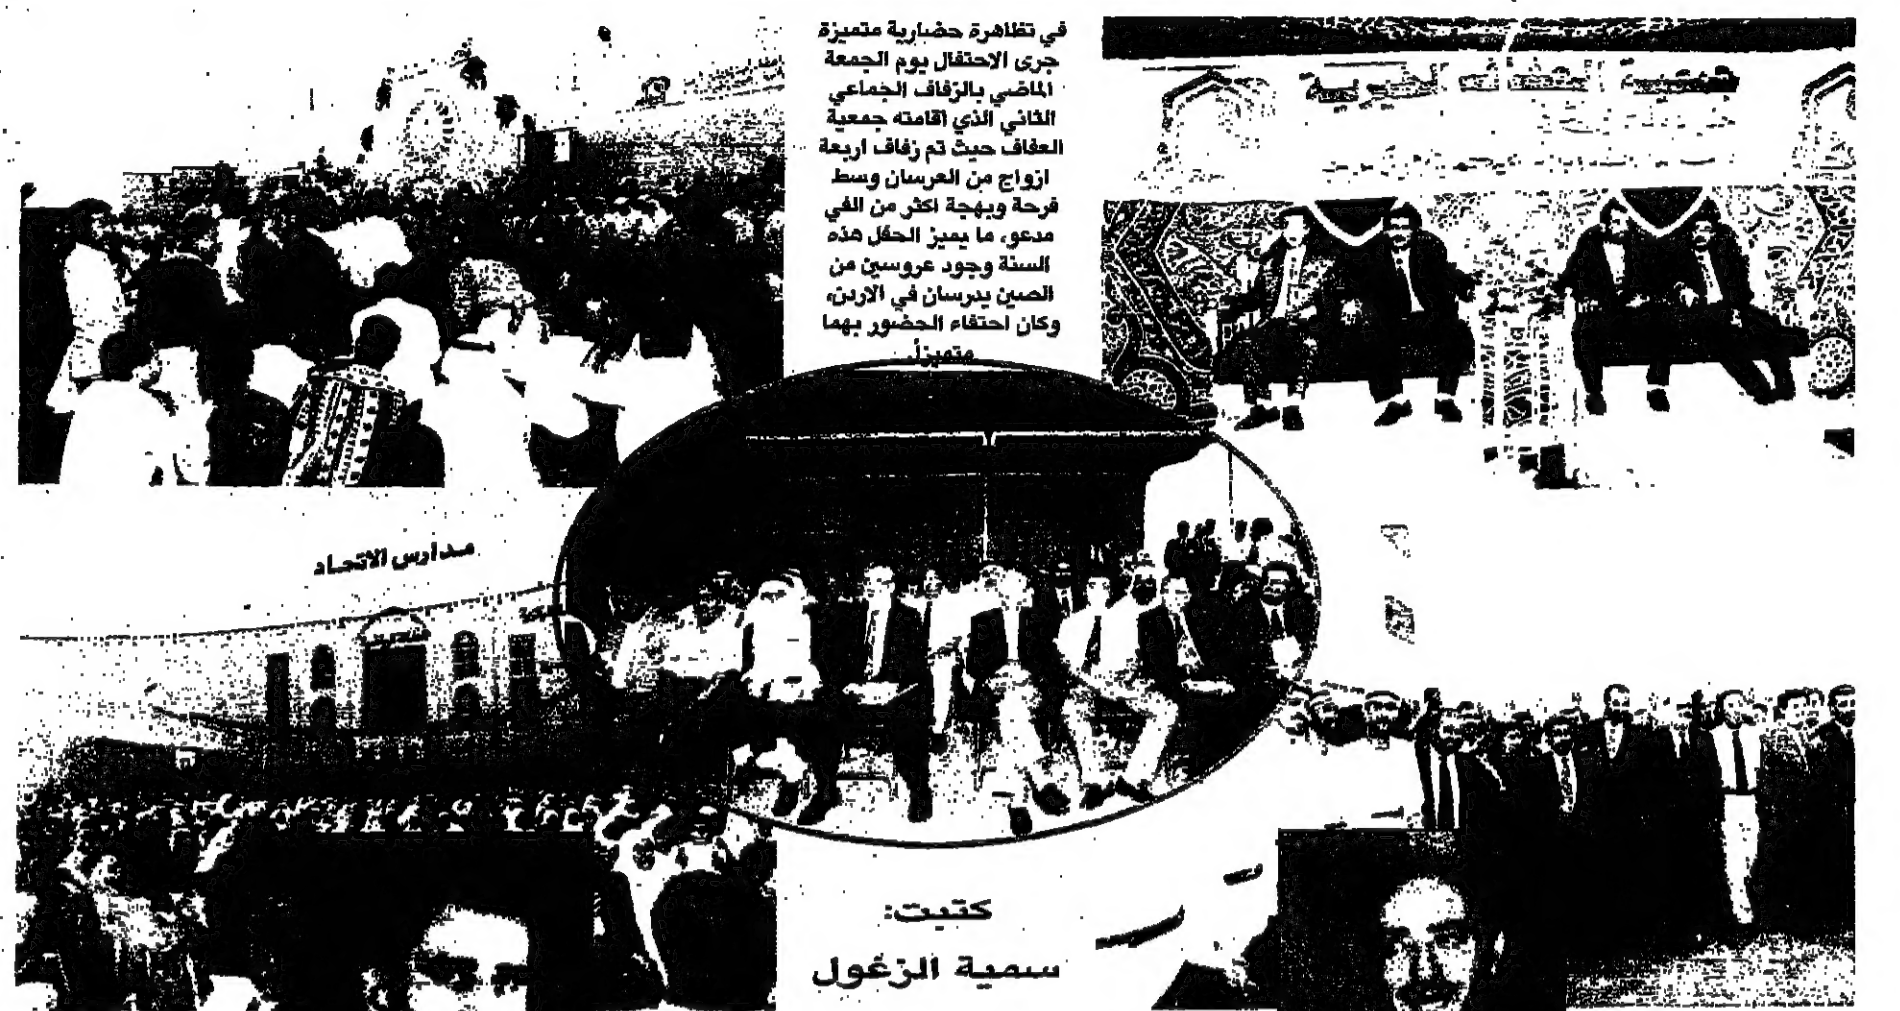 في تظاهرة حضارية متميزة
جرى الاحتفال يوم الجمعة
الماضي بالزفاف الجماعي
الثاني الذي اقامته جمعية
العفاف حيث تم زفاف اربعة
ازواج من العرسان وسط
فرحة وبهجة اكثر من الفي
مدعو، ما يميز الحفل هذه
السنة وجود عروسين من
الصين يدرسان في الاردن،
وكان احتفاء الحضور بهما
متميزاً.
مدارس الاتحاد
كتبت:
سمية الزغول